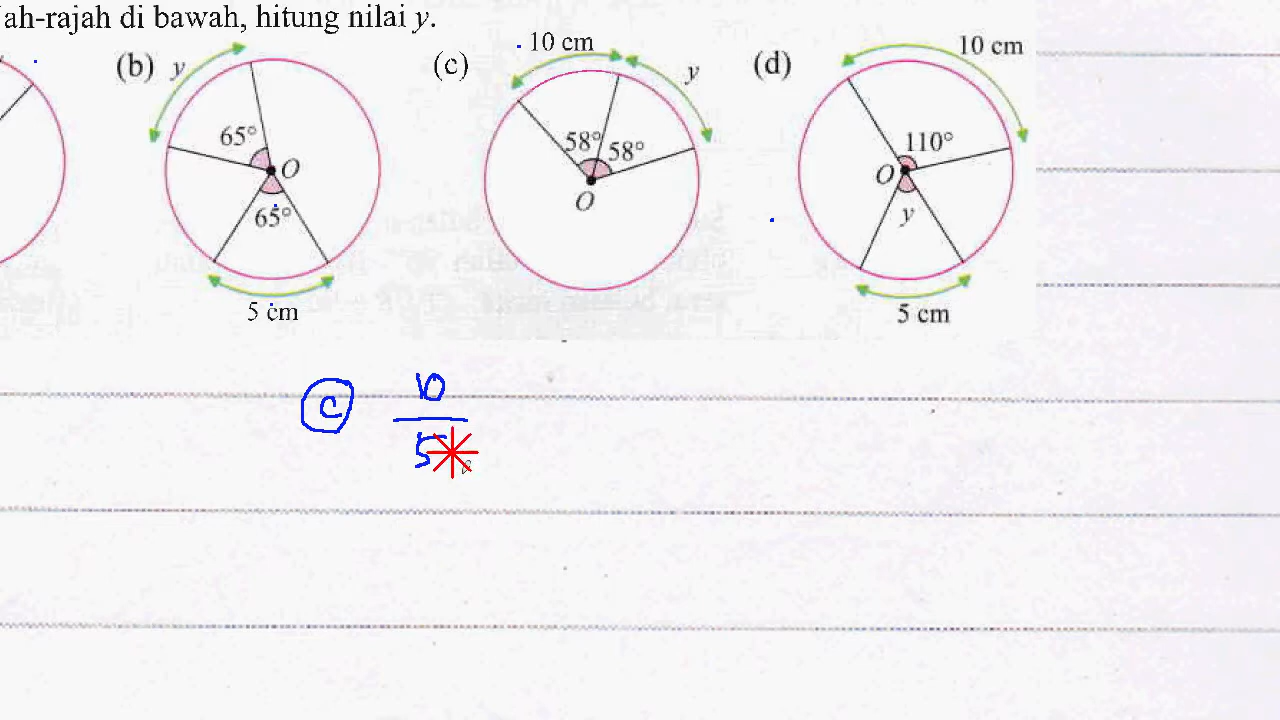 ah-rajah di bawah, hitung nilai y.
(b) y 65° O 65° 5 cm
(c) 10 cm y 58° 58° O
(d) 10 cm 110° O y 5 cm
c 10
5